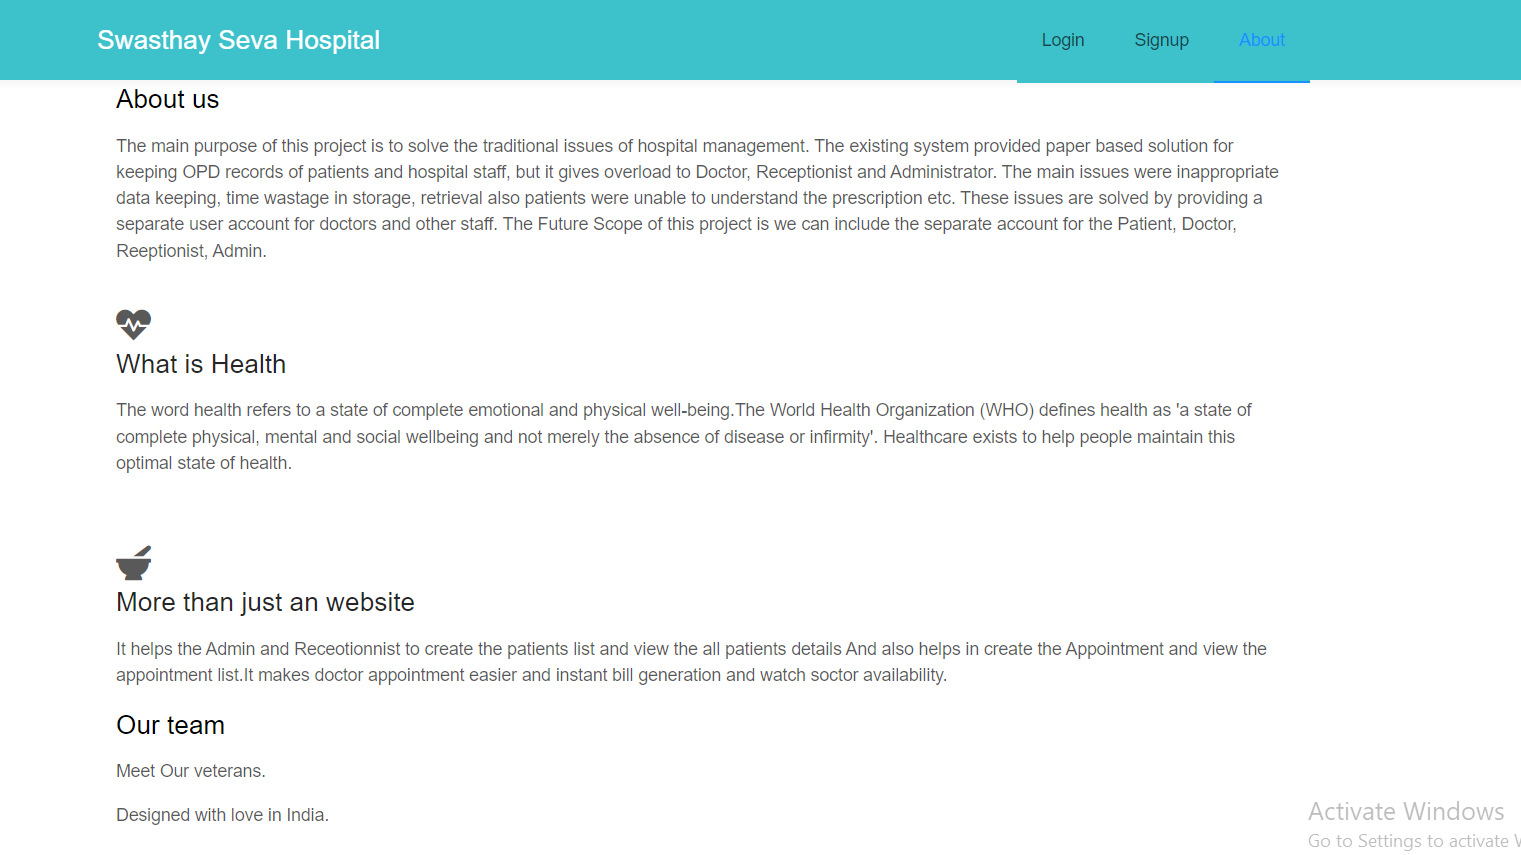 Swasthay Seva Hospital
Login
Signup
About
About us
The main purpose of this project is to solve the traditional issues of hospital management. The existing system provided paper based solution for
keeping OPD records of patients and hospital staff, but it gives overload to Doctor, Receptionist and Administrator. The main issues were inappropriate
data keeping, time wastage in storage, retrieval also patients were unable to understand the prescription etc. These issues are solved by providing a
separate user account for doctors and other staff. The Future Scope of this project is we can include the separate account for the Patient, Doctor,
Reeptionist, Admin.
What is Health
The word health refers to a state of complete emotional and physical well-being.The World Health Organization (WHO) defines health as 'a state of
complete physical, mental and social wellbeing and not merely the absence of disease or infirmity'. Healthcare exists to help people maintain this
optimal state of health.
More than just an website
It helps the Admin and Receotionnist to create the patients list and view the all patients details And also helps in create the Appointment and view the
appointment list.It makes doctor appointment easier and instant bill generation and watch soctor availability.
Our team
Meet Our veterans.
Designed with love in India.
Activate Windows
Go to Settings to activate